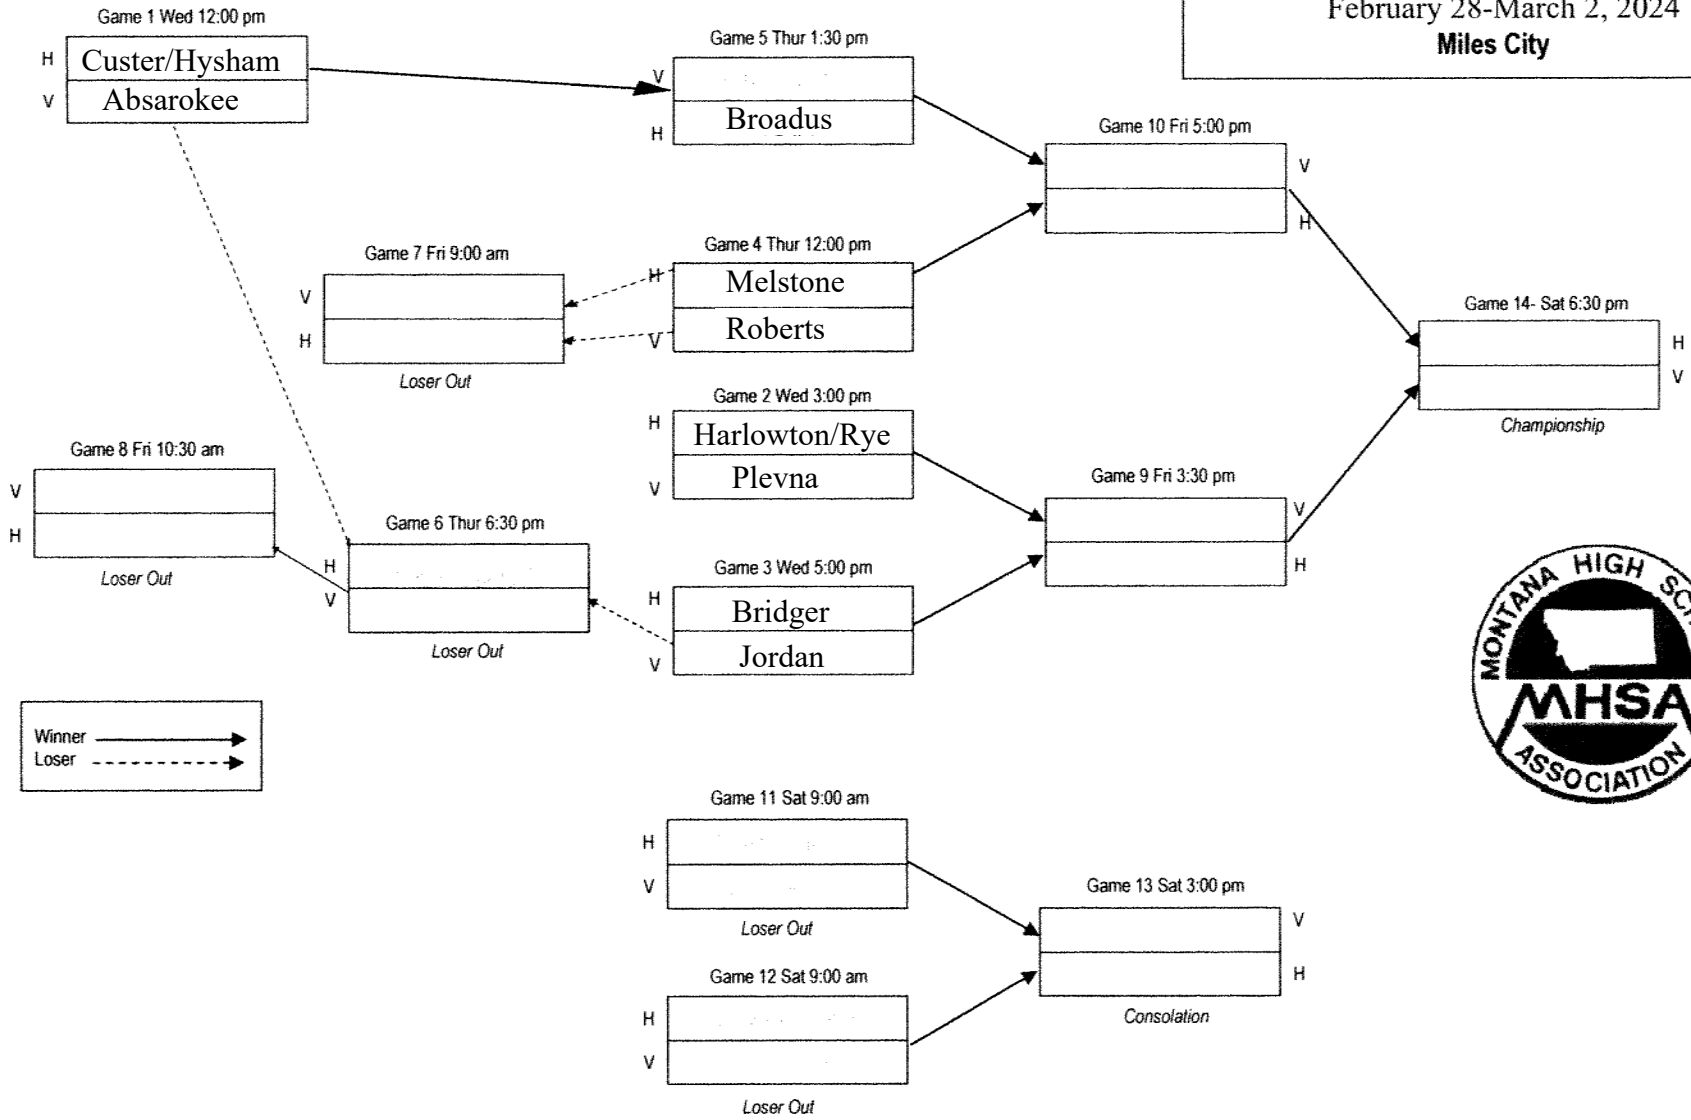 February 28-March 2, 2024
Miles City
Game 1 Wed 12:00 pm
H Custer/Hysham
V Absarokee
Game 5 Thur 1:30 pm
V
H Broadus
Game 10 Fri 5:00 pm
V
H
Game 7 Fri 9:00 am
V
H
Loser Out
Game 4 Thur 12:00 pm
H Melstone
V Roberts
Game 14- Sat 6:30 pm
H
V
Championship
Game 2 Wed 3:00 pm
H Harlowton/Rye
V Plevna
Game 8 Fri 10:30 am
V
H
Loser Out
Game 9 Fri 3:30 pm
V
H
Game 6 Thur 6:30 pm
H
V
Loser Out
Game 3 Wed 5:00 pm
H Bridger
V Jordan
MONTANA HIGH
MHSA
ASSOCIATION
Winner
Loser
Game 11 Sat 9:00 am
H
V
Loser Out
Game 13 Sat 3:00 pm
V
H
Consolation
Game 12 Sat 9:00 am
H
V
Loser Out